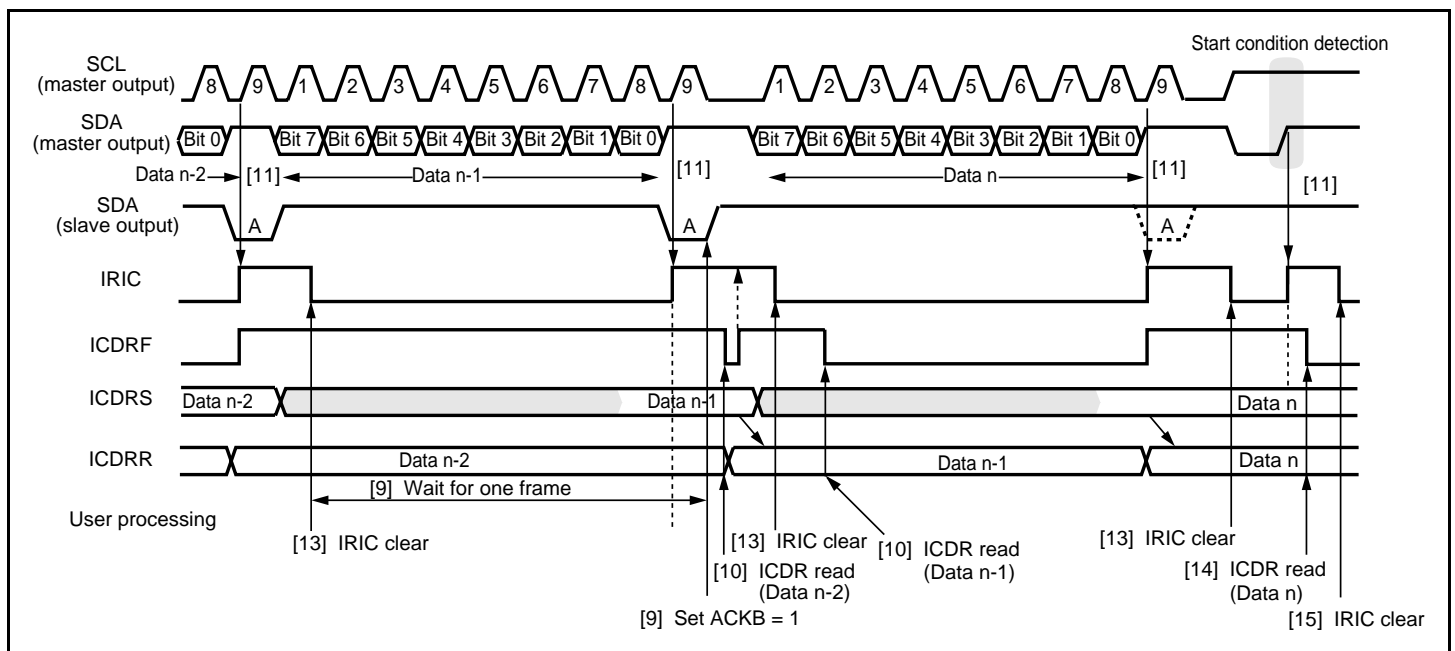 Start condition detection
SCL
(master output)
8 9 1 2 3 4 5 6 7 8 9 1 2 3 4 5 6 7 8 9
SDA
(master output)
Bit 0 Bit 7 Bit 6 Bit 5 Bit 4 Bit 3 Bit 2 Bit 1 Bit 0 Bit 7 Bit 6 Bit 5 Bit 4 Bit 3 Bit 2 Bit 1 Bit 0
Data n-2 [11] Data n-1 [11] Data n [11] [11]
SDA
(slave output)
A A A
IRIC
ICDRF
ICDRS
Data n-2 Data n-1 Data n
ICDRR
Data n-2 Data n-1 Data n
[9] Wait for one frame
User processing
[13] IRIC clear
[13] IRIC clear
[10] ICDR read
(Data n-1)
[13] IRIC clear
[10] ICDR read
(Data n-2)
[14] ICDR read
(Data n)
[9] Set ACKB = 1
[15] IRIC clear